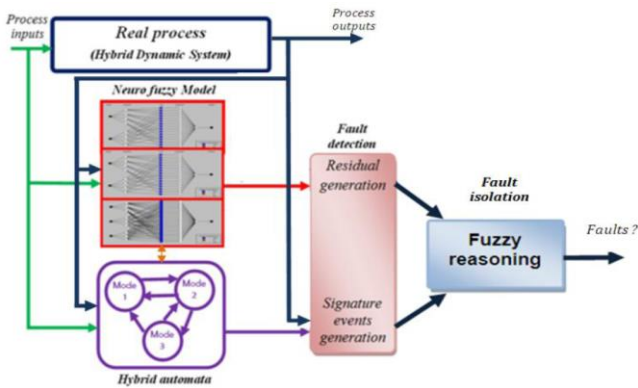 Process
inputs
Real process
(Hybrid Dynamic System)
Process
outputs
Neuro fuzzy Model
Fault
detection
Residual
generation
Fault
isolation
Faults ?
Fuzzy
reasoning
Mode
1
Mode
2
Mode
3
Signature
events
generation
Hybrid automata